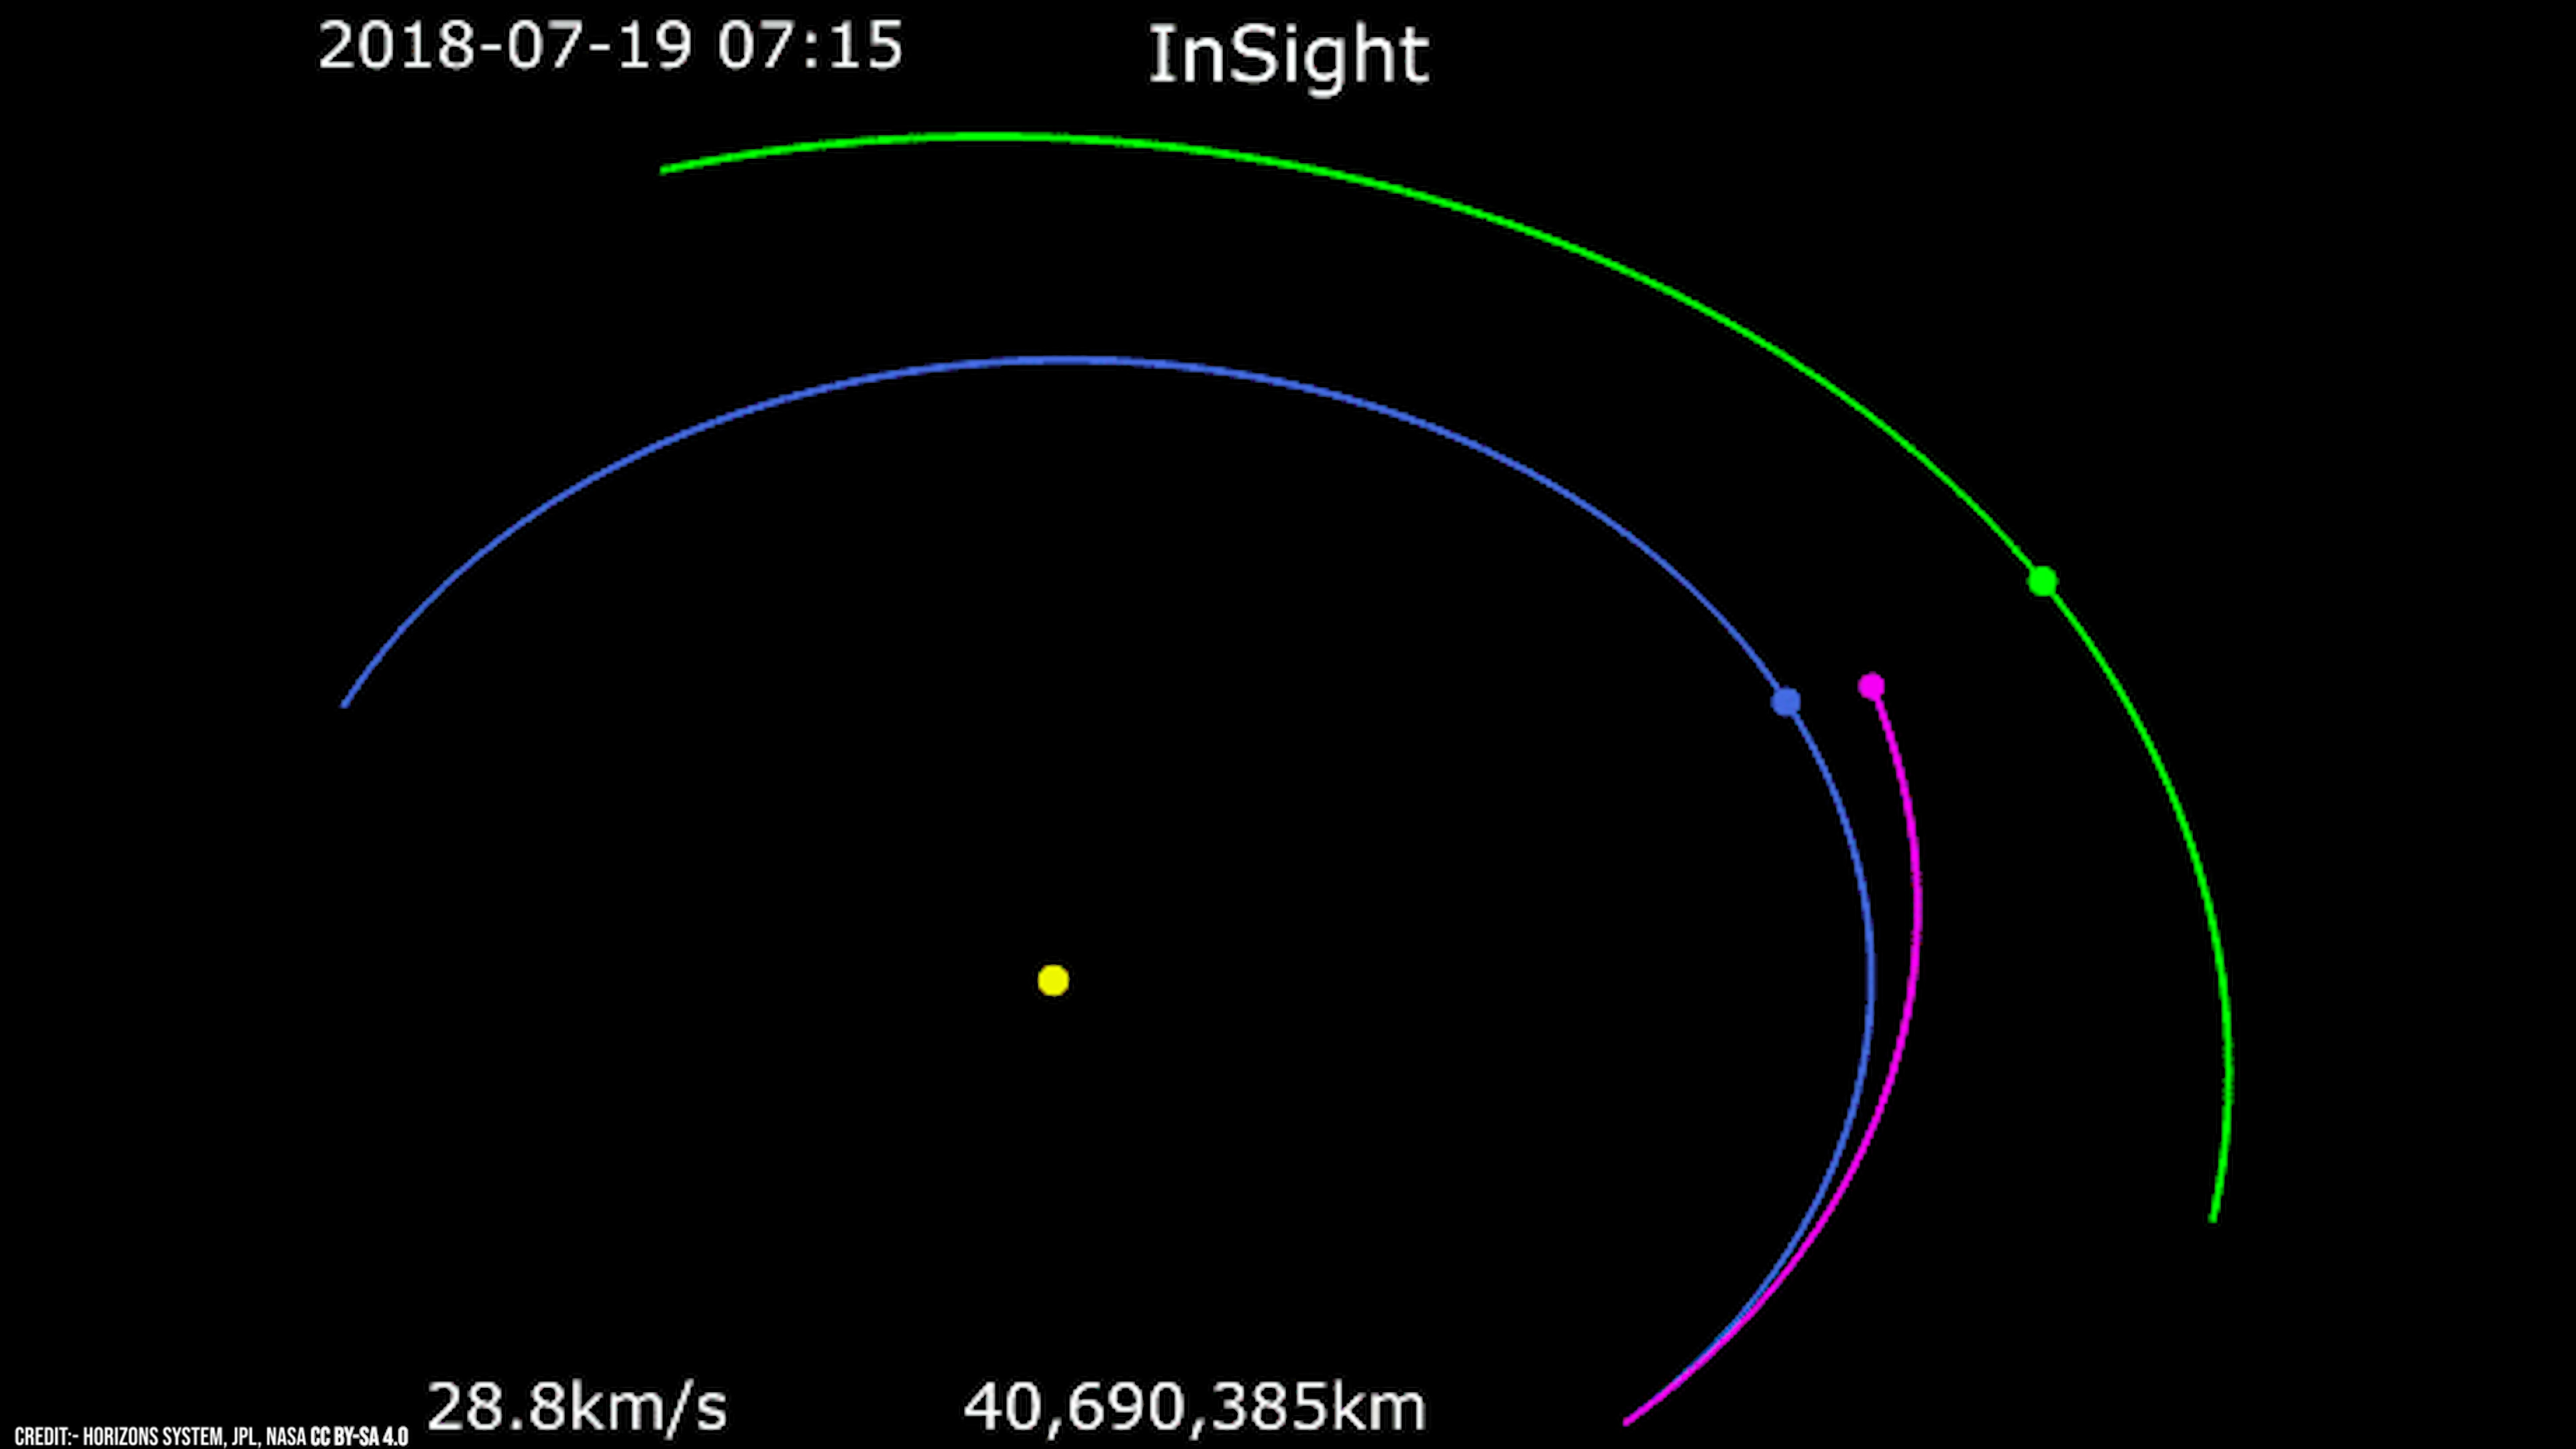 2018-07-19 07:15
InSight
28.8km/s
40,690,385km
CREDIT:- HORIZONS SYSTEM, JPL, NASA CC BY-SA 4.0